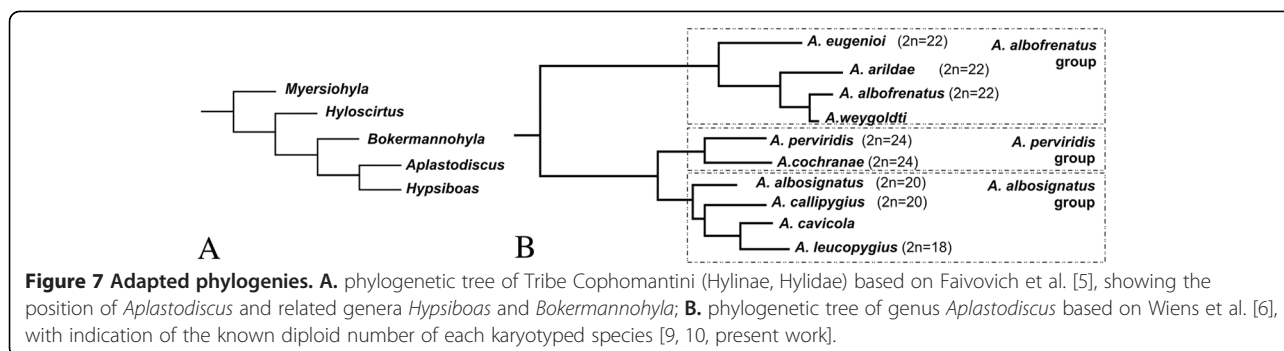 Myersiohyla
Hyloscirtus
Bokermannohyla
Aplastodiscus
Hypsiboas
A
B
A. eugenioi (2n=22)
A. arildae (2n=22)
A. albofrenatus (2n=22)
A.weygoldti
A. albofrenatus
group
A. perviridis (2n=24)
A.cochranae (2n=24)
A. perviridis
group
A. albosignatus (2n=20)
A. callipygius (2n=20)
A. cavicola
A. leucopygius (2n=18)
A. albosignatus
group
Figure 7 Adapted phylogenies. A. phylogenetic tree of Tribe Cophomantini (Hylinae, Hylidae) based on Faivovich et al. [5], showing the
position of Aplastodiscus and related genera Hypsiboas and Bokermannohyla; B. phylogenetic tree of genus Aplastodiscus based on Wiens et al. [6],
with indication of the known diploid number of each karyotyped species [9, 10, present work].